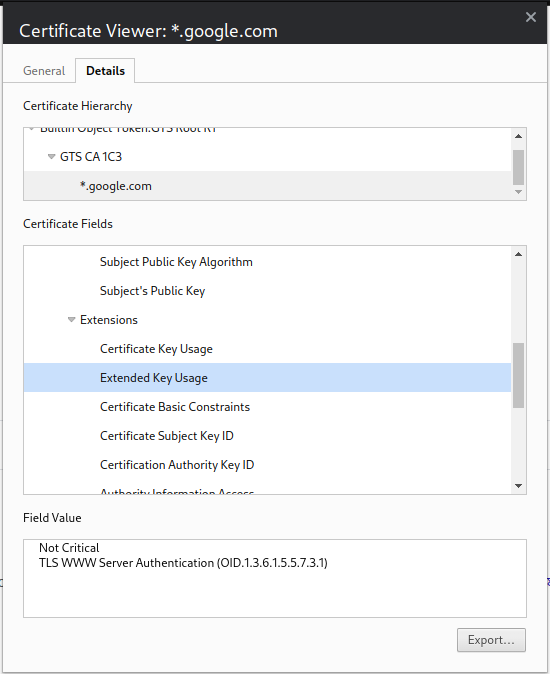 Certificate Viewer: *.google.com
General
Details
Certificate Hierarchy
Builtin Object Token:GTS Root R1
GTS CA 1C3
*.google.com
Certificate Fields
Subject Public Key Algorithm
Subject's Public Key
Extensions
Certificate Key Usage
Extended Key Usage
Certificate Basic Constraints
Certificate Subject Key ID
Certification Authority Key ID
Authority Information Access
Field Value
Not Critical
TLS WWW Server Authentication (OID.1.3.6.1.5.5.7.3.1)
Export...